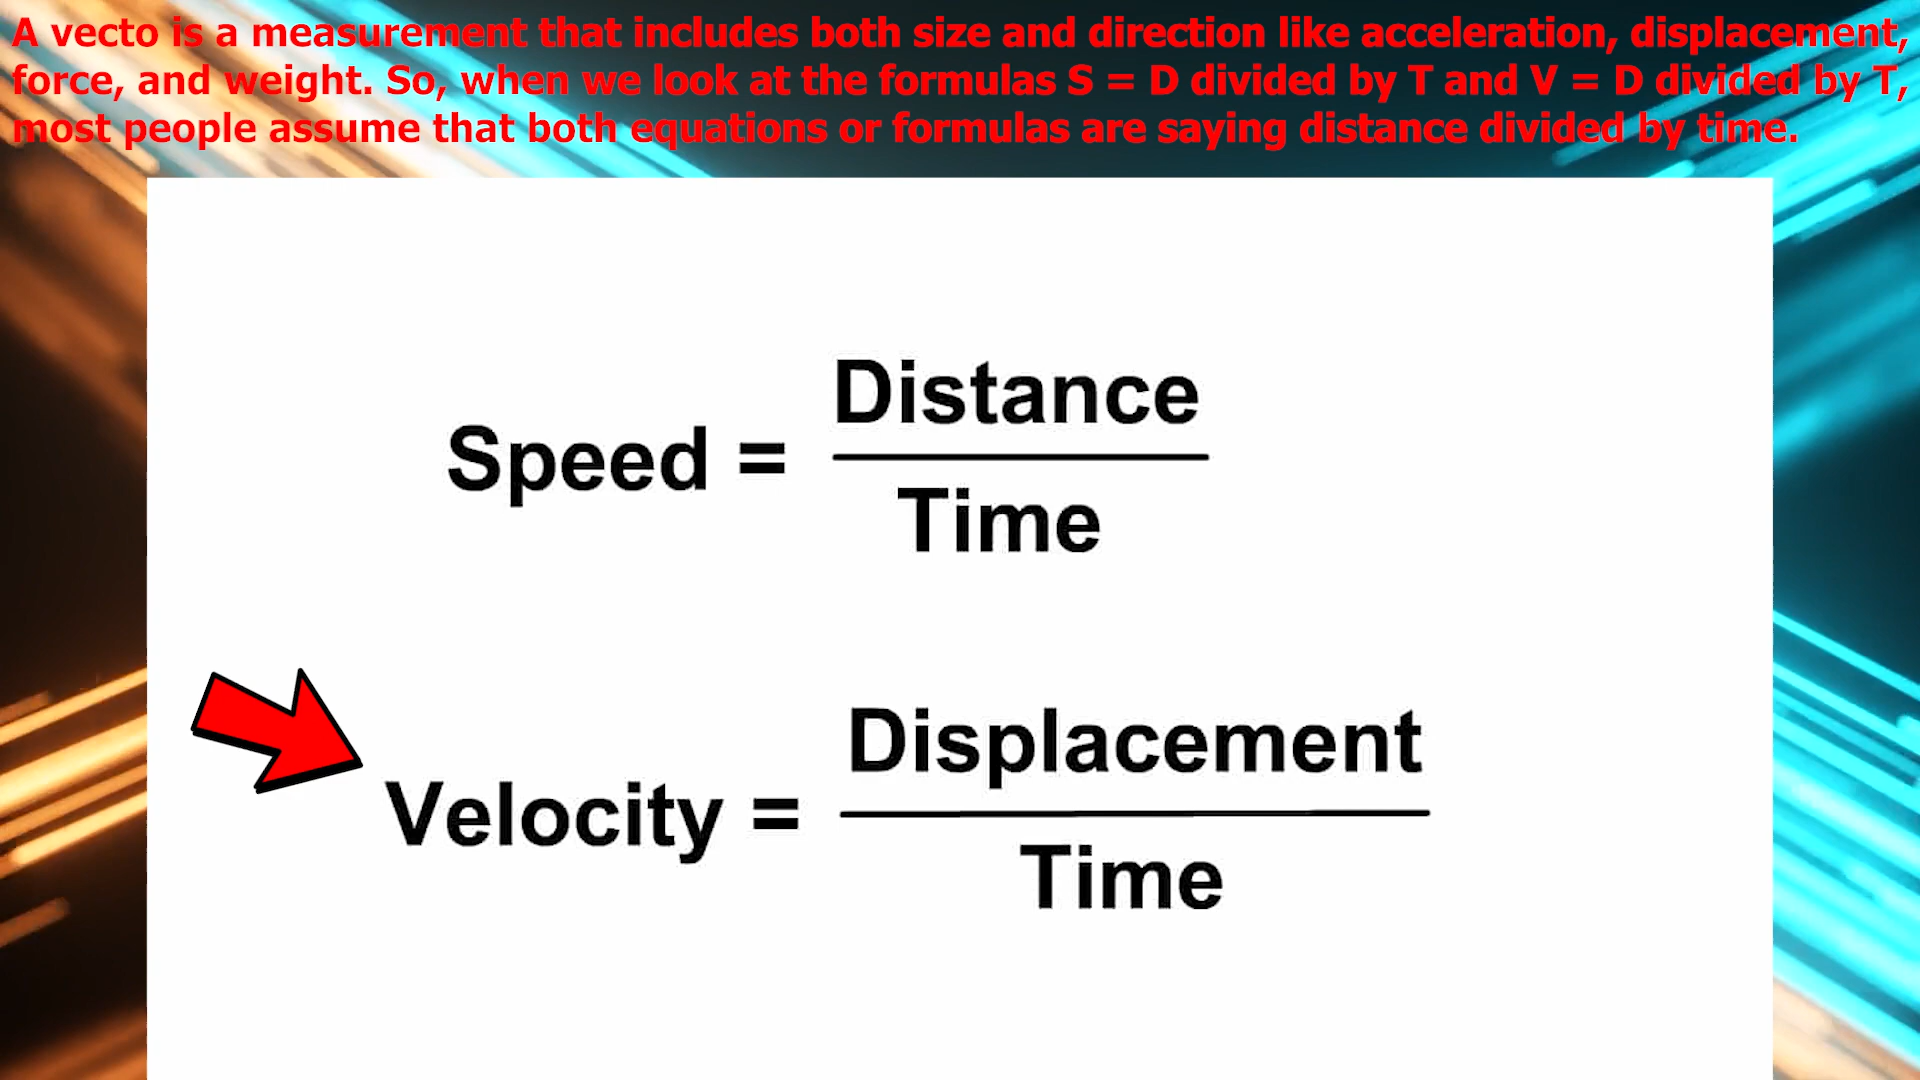 A vecto is a measurement that includes both size and direction like acceleration, displacement,
force, and weight. So, when we look at the formulas S = D divided by T and V = D divided by T,
most people assume that both equations or formulas are saying distance divided by time.
Distance
Speed =
Time
Displacement
Velocity =
Time